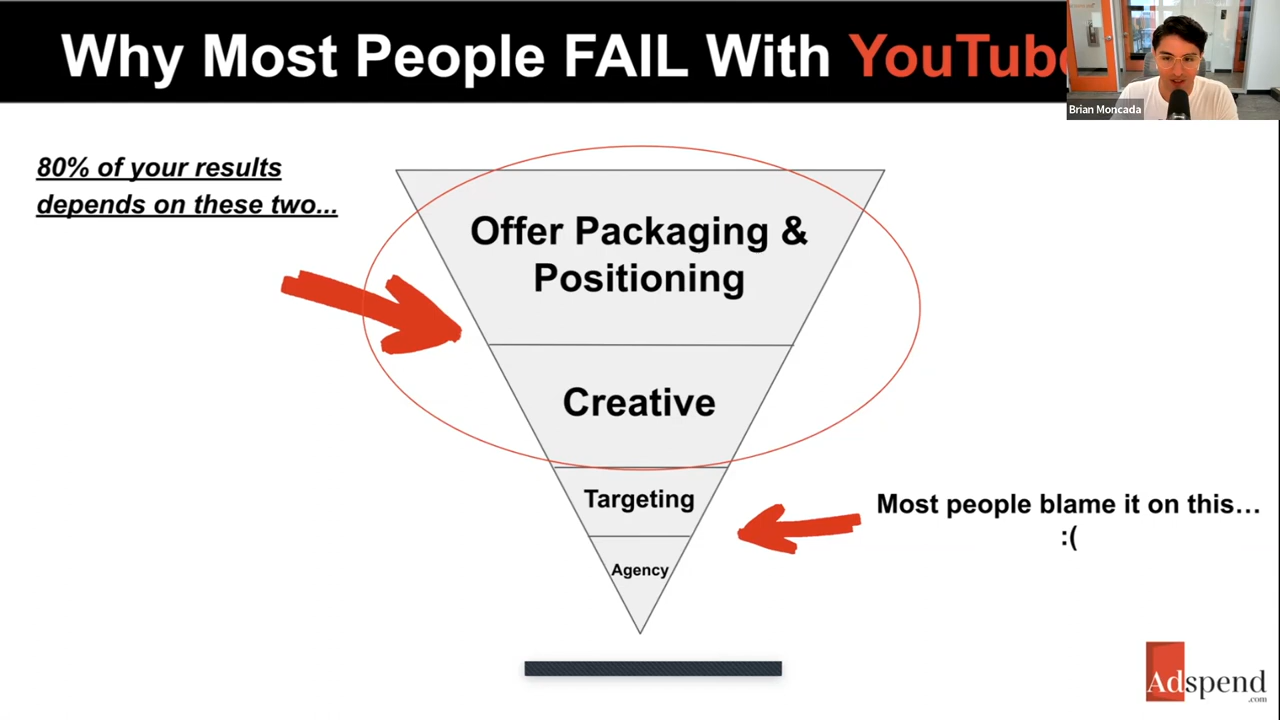 Why Most People FAIL With YouTube
Brian Moncada
80% of your results
depends on these two...
Offer Packaging &
Positioning
Creative
Targeting
Most people blame it on this…
:(
Agency
Adspend
.com